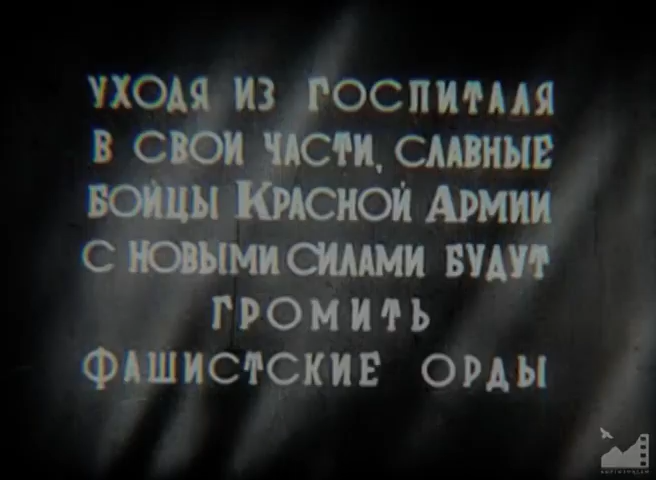 УХОДЯ ИЗ ГОСПИТАЛЯ
В СВОИ ЧАСТИ, СЛАВНЫЕ
БОЙЦЫ КРАСНОЙ АРМИИ
С НОВЫМИ СИЛАМИ БУДУТ
ГРОМИТЬ
ФАШИСТСКИЕ ОРДЫ